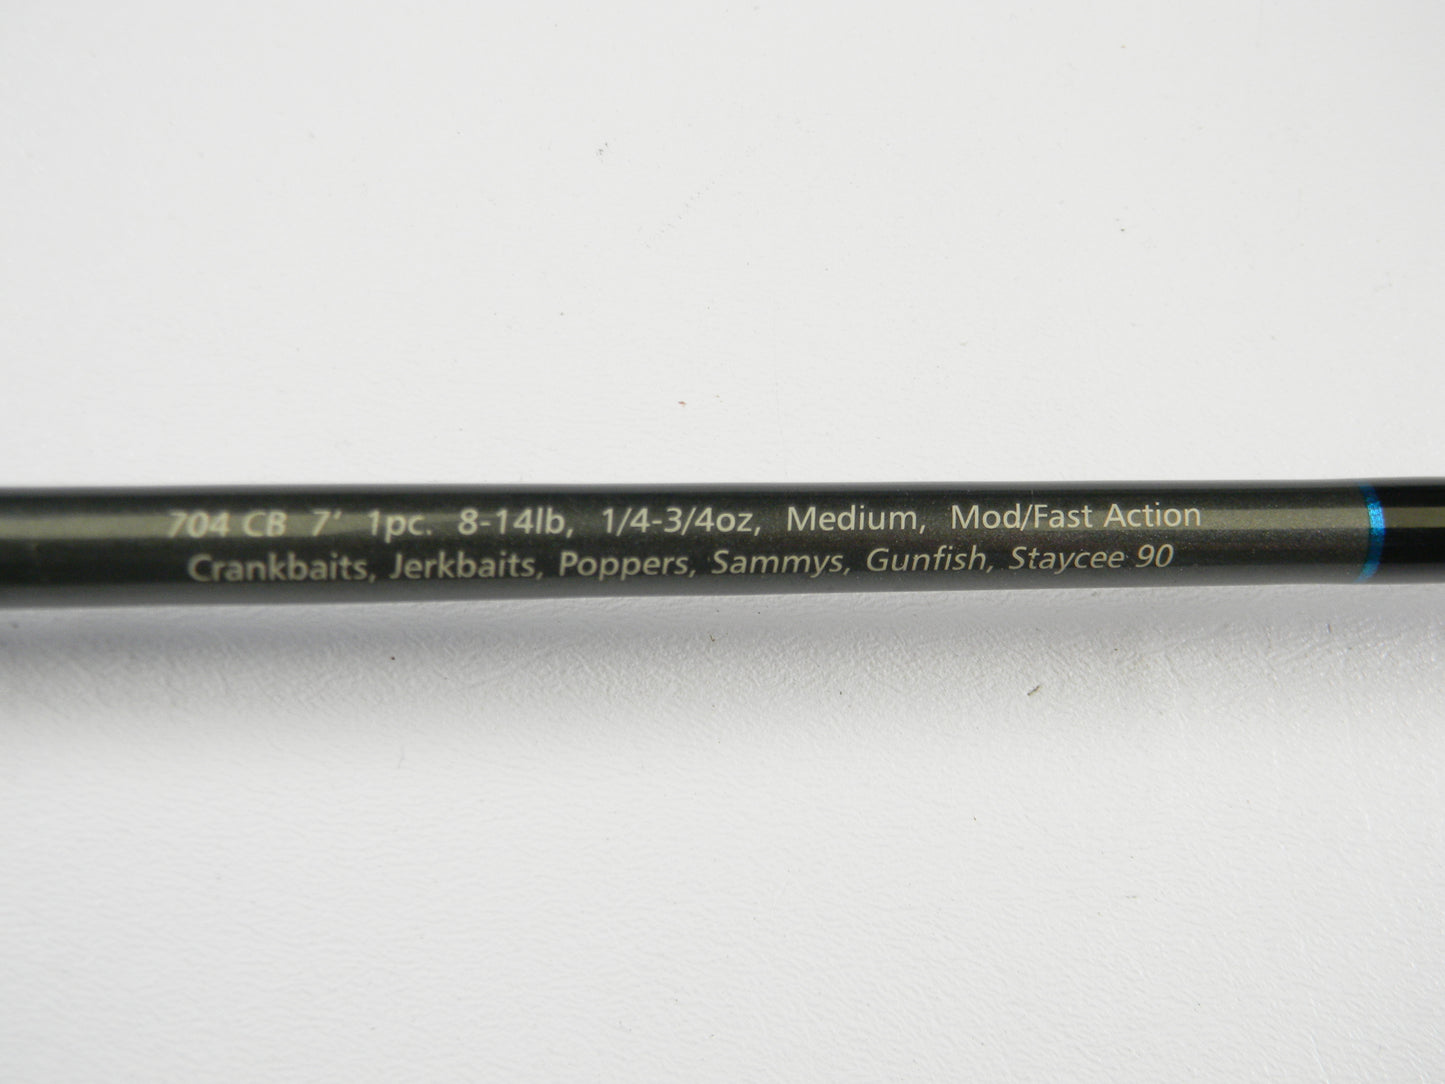 704 CB 7' 1pc. 8-14lb, 1/4-3/4oz, Medium, Mod/Fast Action
Crankbaits, Jerkbaits, Poppers, Sammys, Gunfish, Staycee 90